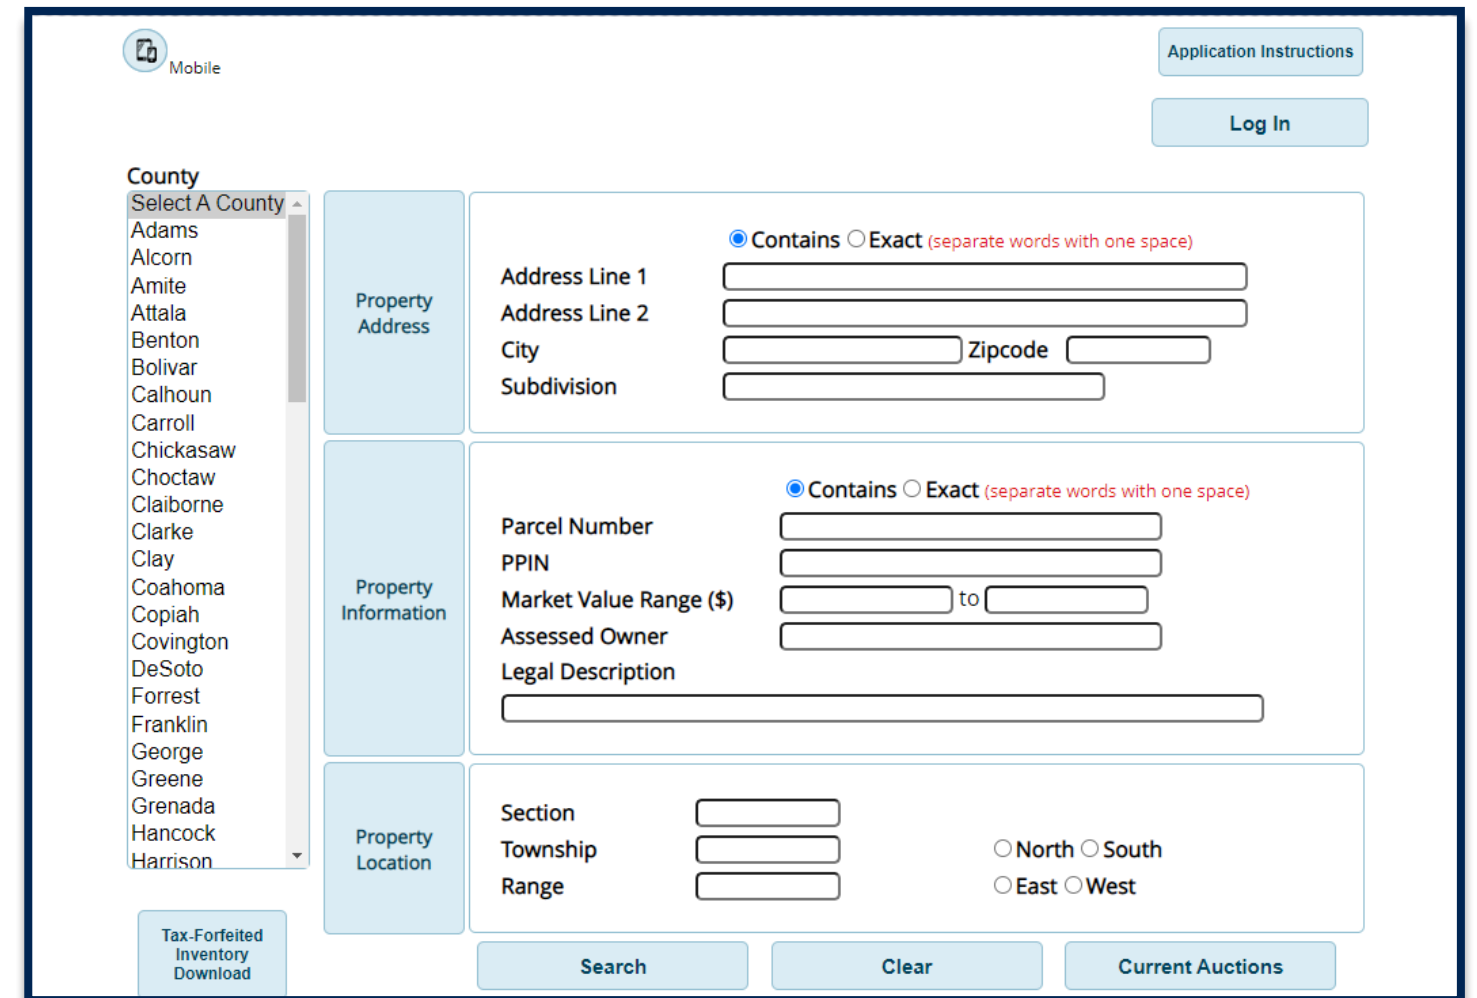 Mobile
Application Instructions
Log In
County
Select A County
Adams
Alcorn
Amite
Attala
Benton
Bolivar
Calhoun
Carroll
Chickasaw
Choctaw
Claiborne
Clarke
Clay
Coahoma
Copiah
Covington
DeSoto
Forrest
Franklin
George
Greene
Grenada
Hancock
Harrison
Tax-Forfeited
Inventory
Download
Property
Address
Contains Exact (separate words with one space)
Address Line 1
Address Line 2
City Zipcode
Subdivision
Property
Information
Contains Exact (separate words with one space)
Parcel Number
PPIN
Market Value Range ($) to
Assessed Owner
Legal Description
Property
Location
Section
Township North South
Range East West
Search Clear Current Auctions